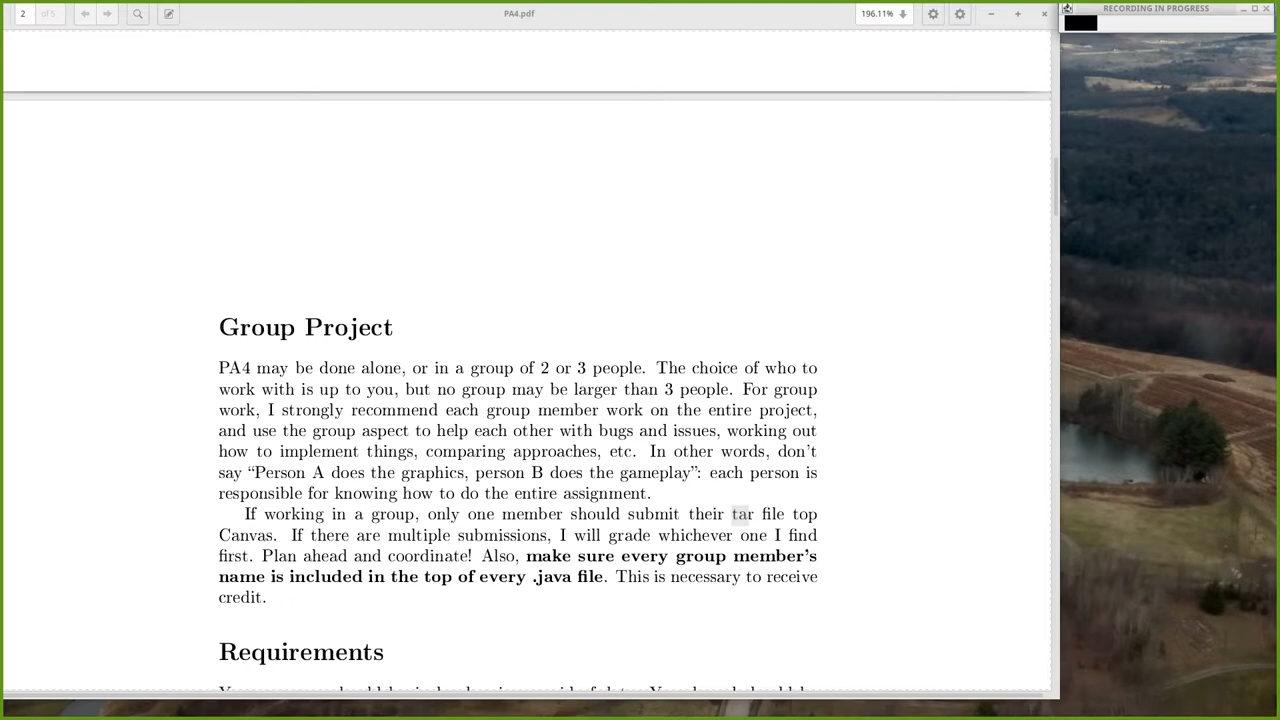 2 of 5
PA4.pdf
196.11%
RECORDING IN PROGRESS
Group Project
PA4 may be done alone, or in a group of 2 or 3 people. The choice of who to
work with is up to you, but no group may be larger than 3 people. For group
work, I strongly recommend each group member work on the entire project,
and use the group aspect to help each other with bugs and issues, working out
how to implement things, comparing approaches, etc. In other words, don't
say “Person A does the graphics, person B does the gameplay”: each person is
responsible for knowing how to do the entire assignment.
If working in a group, only one member should submit their tar file top
Canvas. If there are multiple submissions, I will grade whichever one I find
first. Plan ahead and coordinate! Also, make sure every group member's
name is included in the top of every .java file. This is necessary to receive
credit.
Requirements